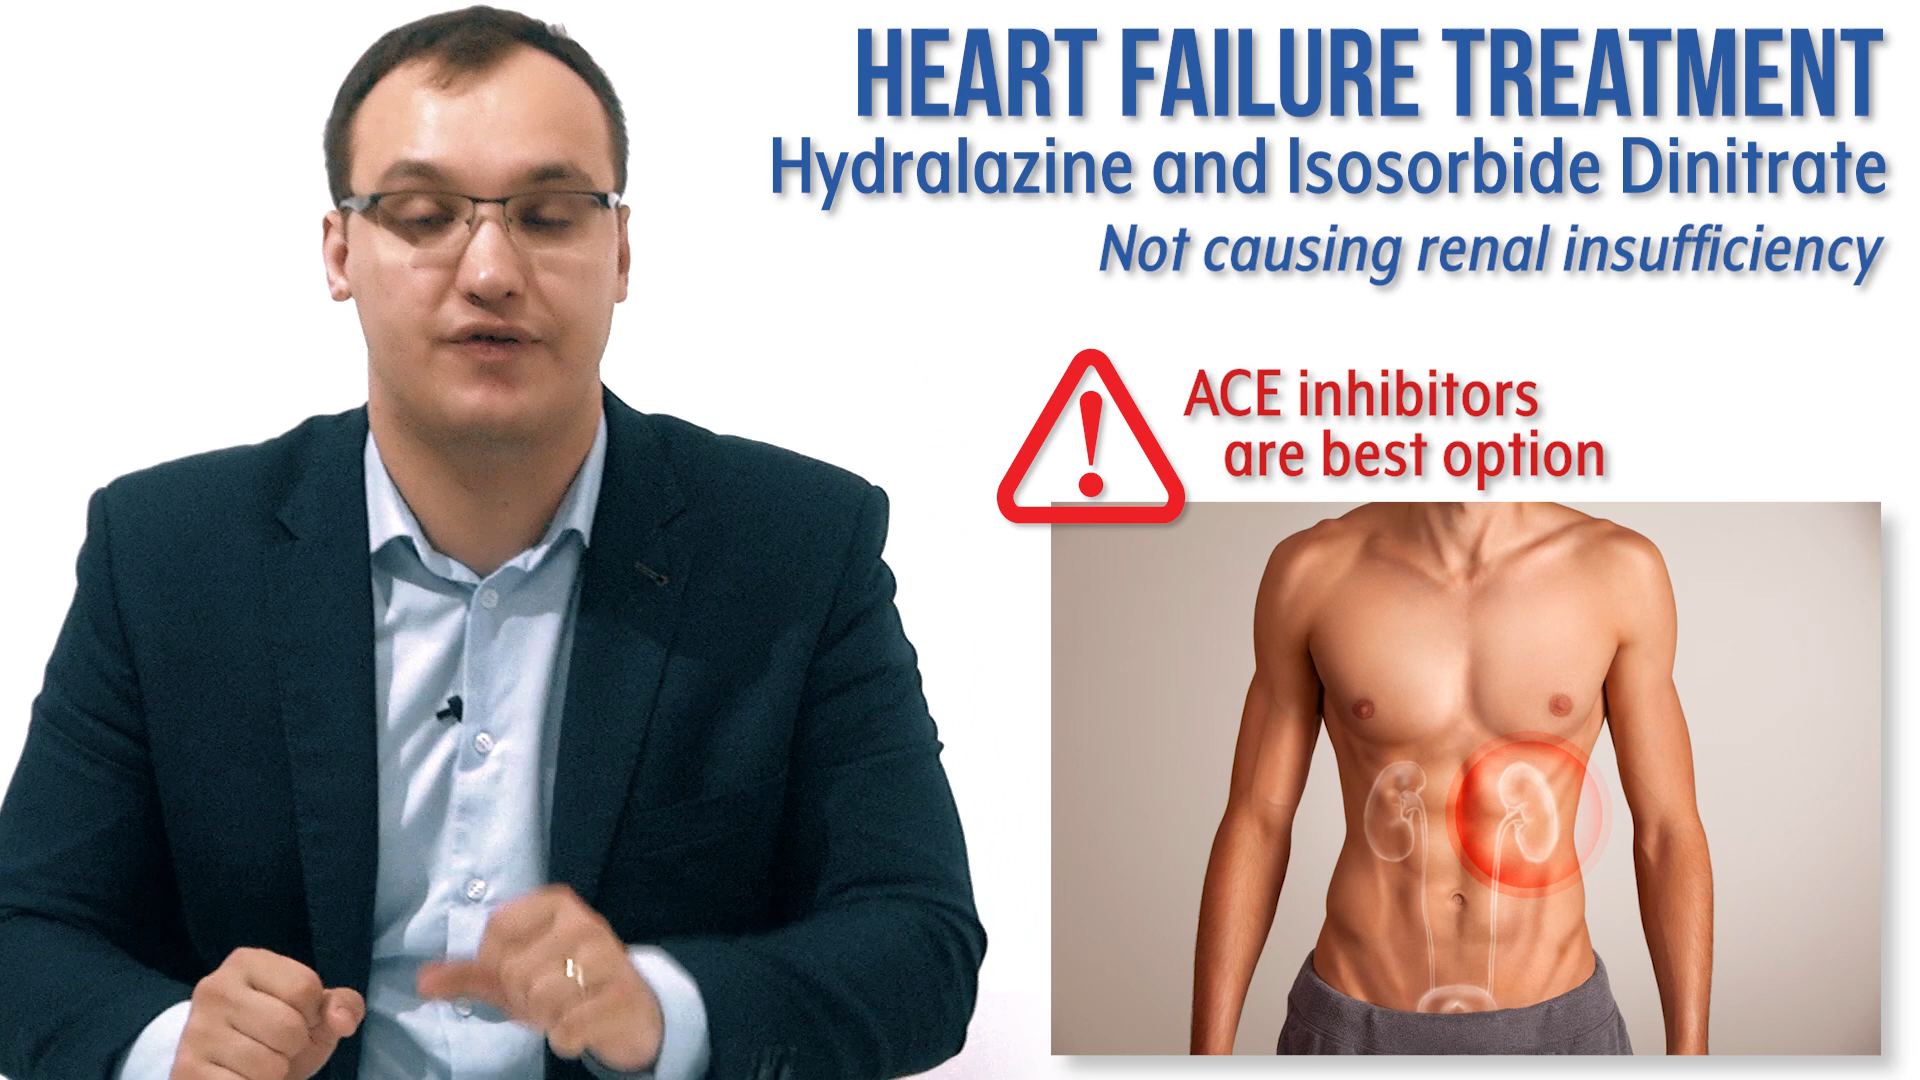 HEART FAILURE TREATMENT
Hydralazine and Isosorbide Dinitrate
Not causing renal insufficiency
ACE inhibitors
are best option